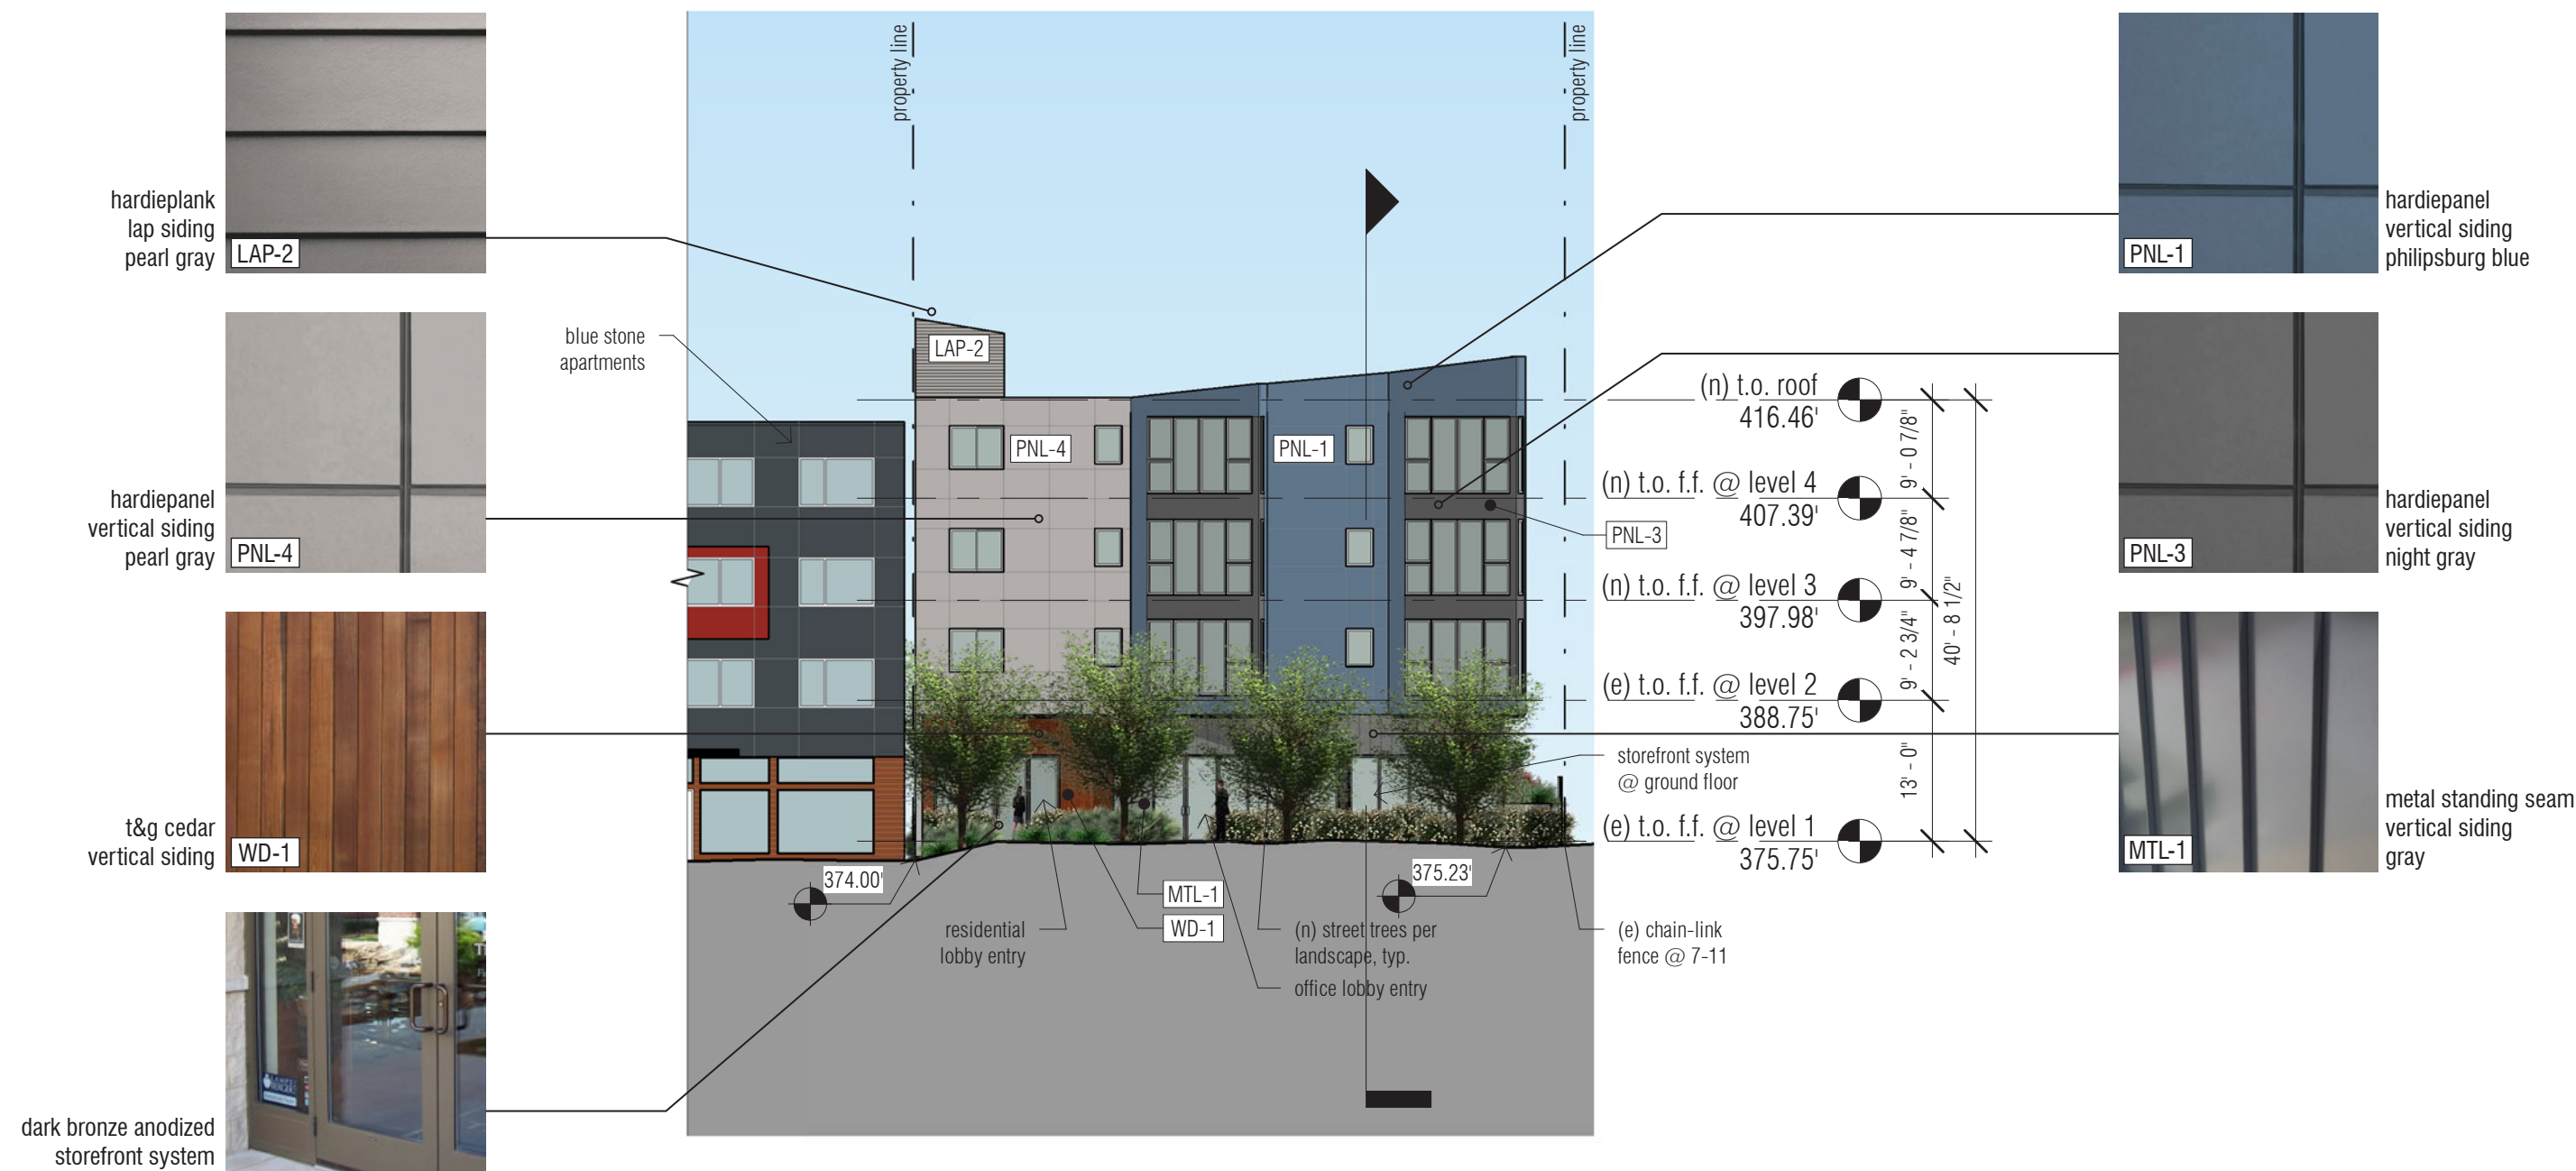 hardieplank
lap siding
pearl gray
LAP-2
hardiepanel
vertical siding
pearl gray
PNL-4
t&g cedar
vertical siding
WD-1
dark bronze anodized
storefront system
blue stone
apartments
property line
property line
LAP-2
PNL-4
PNL-1
PNL-3
(n) t.o. roof
416.46'
(n) t.o. f.f. @ level 4
407.39'
(n) t.o. f.f. @ level 3
397.98'
(e) t.o. f.f. @ level 2
388.75'
(e) t.o. f.f. @ level 1
375.75'
9' - 0 7/8"
9' - 4 7/8"
9' - 2 3/4"
13' - 0"
40' - 8 1/2"
storefront system
@ ground floor
374.00'
375.23'
MTL-1
WD-1
residential
lobby entry
(n) street trees per
landscape, typ.
office lobby entry
(e) chain-link
fence @ 7-11
PNL-1
hardiepanel
vertical siding
philipsburg blue
PNL-3
hardiepanel
vertical siding
night gray
MTL-1
metal standing seam
vertical siding
gray